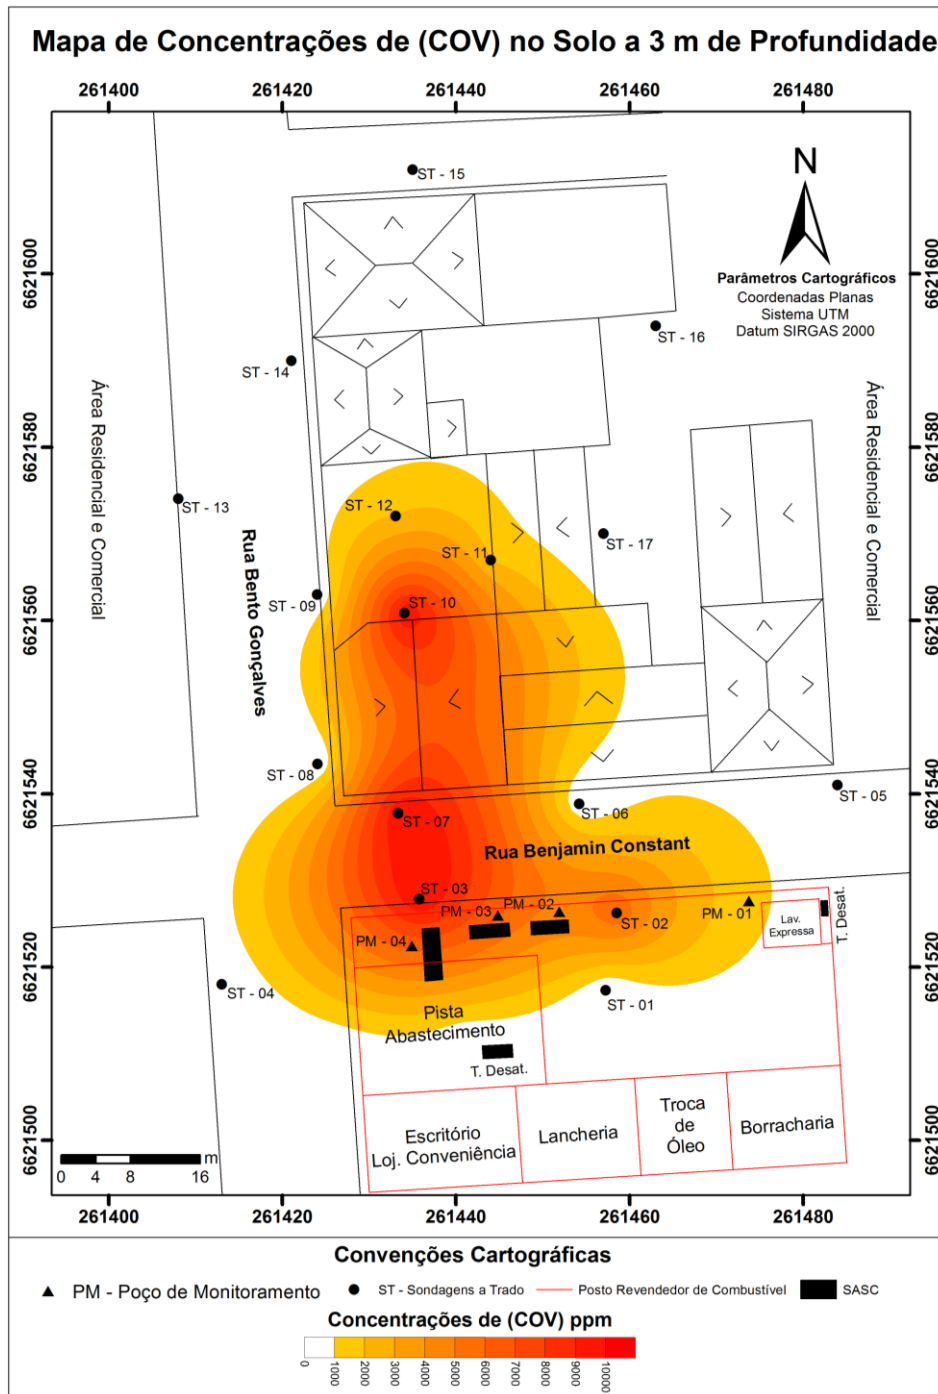 Mapa de Concentrações de (COV) no Solo a 3 m de Profundidade
261400 261420 261440 261460 261480
ST - 15
N
Parâmetros Cartográficos
Coordenadas Planas
Sistema UTM
Datum SIRGAS 2000
6621600
6621600
ST - 16
ST - 14
Área Residencial e Comercial
Área Residencial e Comercial
6621580
6621580
ST - 13
ST - 12
ST - 11
ST - 17
Rua Bento Gonçalves
ST - 09
ST - 10
6621560
6621560
ST - 08
6621540
6621540
ST - 05
ST - 07
ST - 06
Rua Benjamin Constant
ST - 03
PM - 03
PM - 02
ST - 02
PM - 01
Lav.
Expressa
T. Desat.
PM - 04
6621520
6621520
ST - 04
ST - 01
Pista
Abastecimento
T. Desat.
6621500
6621500
Escritório
Loj. Conveniência
Lancheria
Troca
de
Óleo
Borracharia
0 4 8 16 m
261400 261420 261440 261460 261480
Convenções Cartográficas
PM - Poço de Monitoramento
ST - Sondagens a Trado
Posto Revendedor de Combustível
SASC
Concentrações de (COV) ppm
0 1000 2000 3000 4000 5000 6000 7000 8000 9000 10000